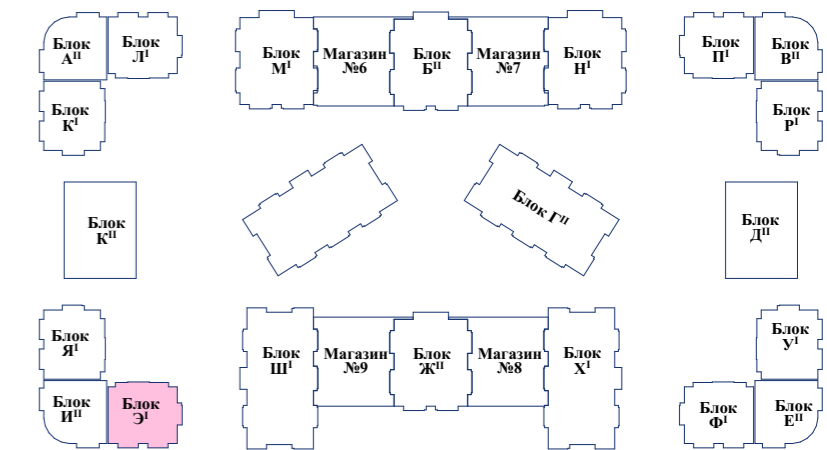 Блок
Аᴵᴵ
Блок
Лᴵ
Блок
Мᴵ
Магазин
№6
Блок
Бᴵᴵ
Магазин
№7
Блок
Нᴵ
Блок
Пᴵ
Блок
Вᴵᴵ
Блок
Кᴵ
Блок
Рᴵ
Блок
Кᴵᴵ
Блок Гᴵᴵ
Блок
Дᴵᴵ
Блок
Яᴵ
Блок
Шᴵ
Магазин
№9
Блок
Жᴵᴵ
Магазин
№8
Блок
Хᴵ
Блок
Уᴵ
Блок
Иᴵᴵ
Блок
Эᴵ
Блок
Фᴵ
Блок
Еᴵᴵ